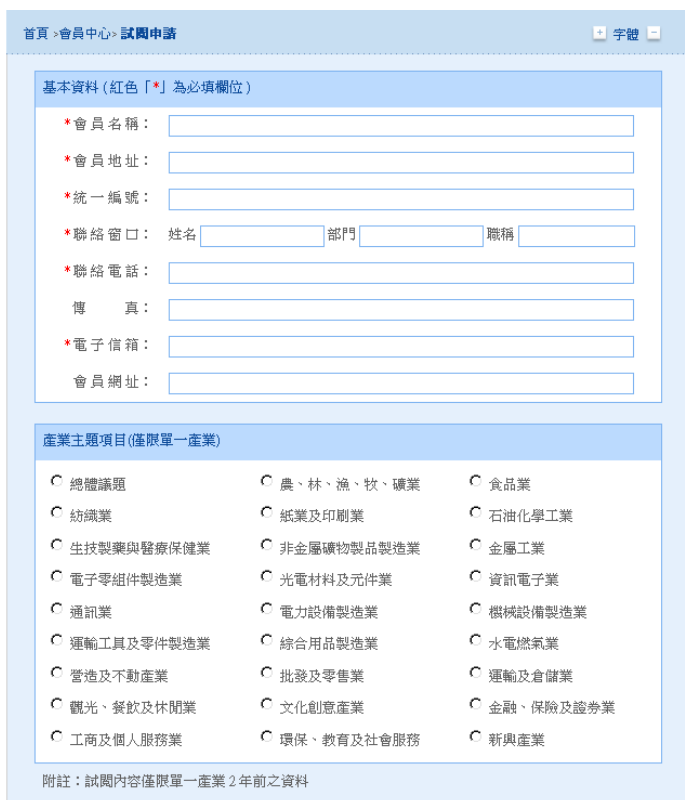 首頁 >會員中心> 試閱申請 + 字體 -
基本資料 ( 紅色「*」為必填欄位 )
*會員名稱：
*會員地址：
*統一編號：
*聯絡窗口： 姓名 部門 職稱
*聯絡電話：
傳 真：
*電子信箱：
會員網址：
產業主題項目(僅限單一產業)
總體議題 農、林、漁、牧、礦業 食品業
紡織業 紙業及印刷業 石油化學工業
生技製藥與醫療保健業 非金屬礦物製品製造業 金屬工業
電子零組件製造業 光電材料及元件業 資訊電子業
通訊業 電力設備製造業 機械設備製造業
運輸工具及零件製造業 綜合用品製造業 水電燃氣業
營造及不動產業 批發及零售業 運輸及倉儲業
觀光、餐飲及休閒業 文化創意產業 金融、保險及證券業
工商及個人服務業 環保、教育及社會服務 新興產業
附註：試閱內容僅限單一產業 2 年前之資料